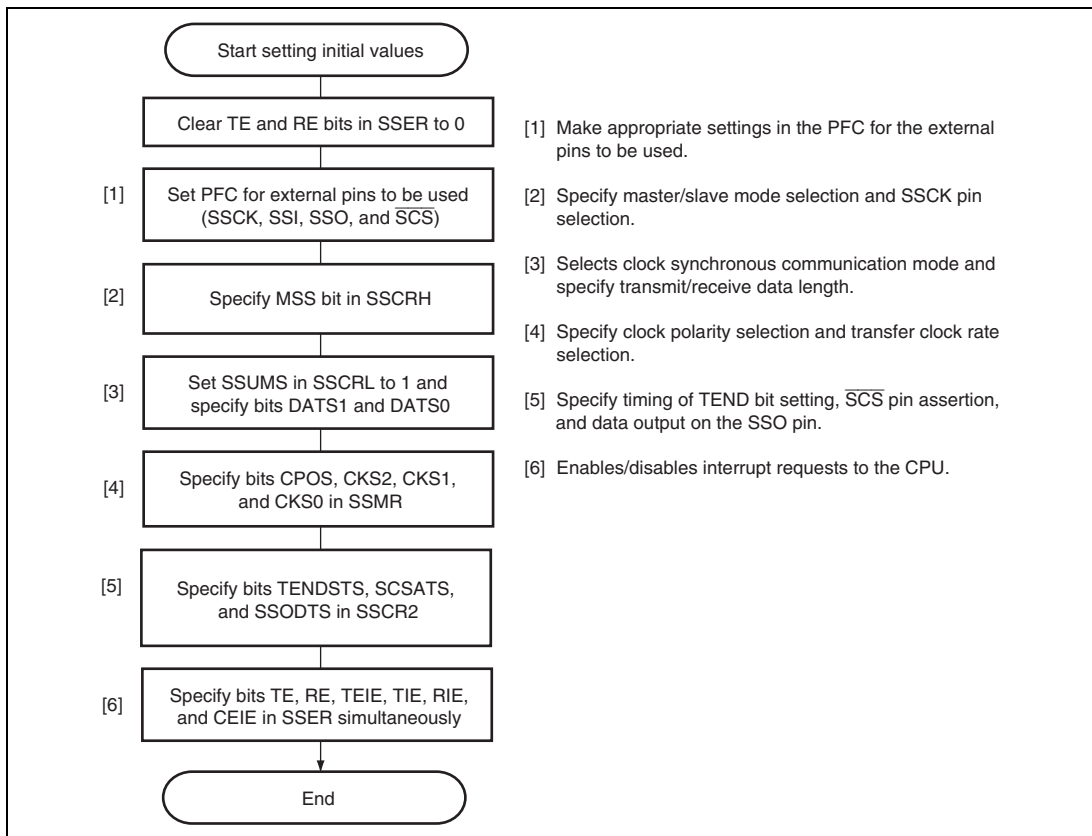 Start setting initial values
Clear TE and RE bits in SSER to 0
[1]
Set PFC for external pins to be used
(SSCK, SSI, SSO, and S̅C̅S̅)
[2]
Specify MSS bit in SSCRH
[3]
Set SSUMS in SSCRL to 1 and
specify bits DATS1 and DATS0
[4]
Specify bits CPOS, CKS2, CKS1,
and CKS0 in SSMR
[5]
Specify bits TENDSTS, SCSATS,
and SSODTS in SSCR2
[6]
Specify bits TE, RE, TEIE, TIE, RIE,
and CEIE in SSER simultaneously
End
[1] Make appropriate settings in the PFC for the external
pins to be used.
[2] Specify master/slave mode selection and SSCK pin
selection.
[3] Selects clock synchronous communication mode and
specify transmit/receive data length.
[4] Specify clock polarity selection and transfer clock rate
selection.
[5] Specify timing of TEND bit setting, S̅C̅S̅ pin assertion,
and data output on the SSO pin.
[6] Enables/disables interrupt requests to the CPU.